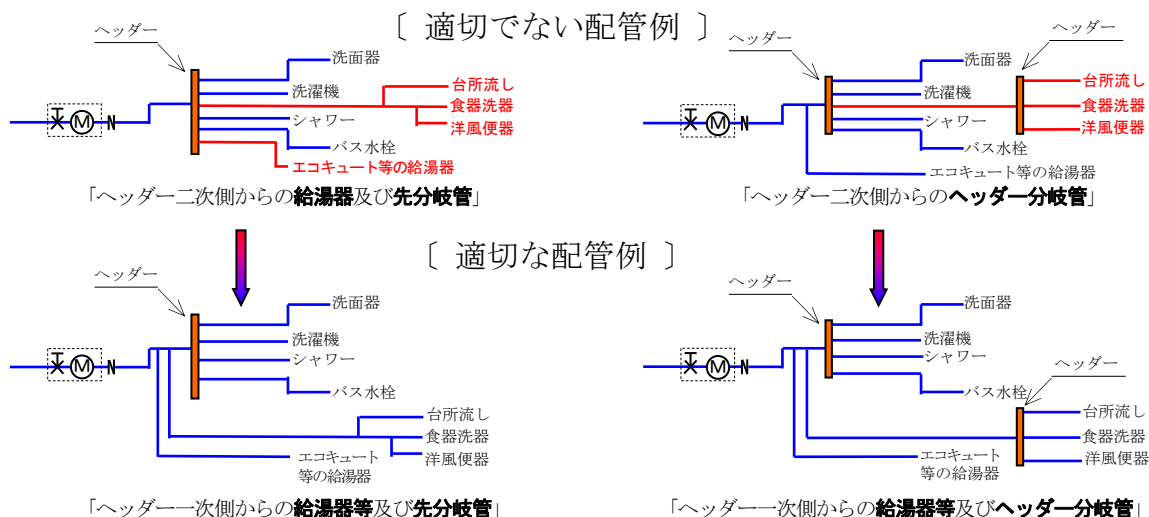 〔 適切でない配管例 〕
ヘッダー
洗面器
洗濯機
台所流し
食器洗器
シャワー
洋風便器
バス水栓
エコキュート等の給湯器
M
N
「ヘッダー二次側からの給湯器及び先分岐管」
ヘッダー
ヘッダー
洗面器
洗濯機
台所流し
食器洗器
シャワー
洋風便器
バス水栓
エコキュート等の給湯器
M
N
「ヘッダー二次側からのヘッダー分岐管」
〔 適切な配管例 〕
ヘッダー
洗面器
洗濯機
シャワー
M
N
バス水栓
台所流し
食器洗器
洋風便器
エコキュート
等の給湯器
「ヘッダー一次側からの給湯器等及び先分岐管」
ヘッダー
洗面器
洗濯機
シャワー
M
N
ヘッダー
バス水栓
台所流し
食器洗器
洋風便器
エコキュート
等の給湯器
「ヘッダー一次側からの給湯器等及びヘッダー分岐管」